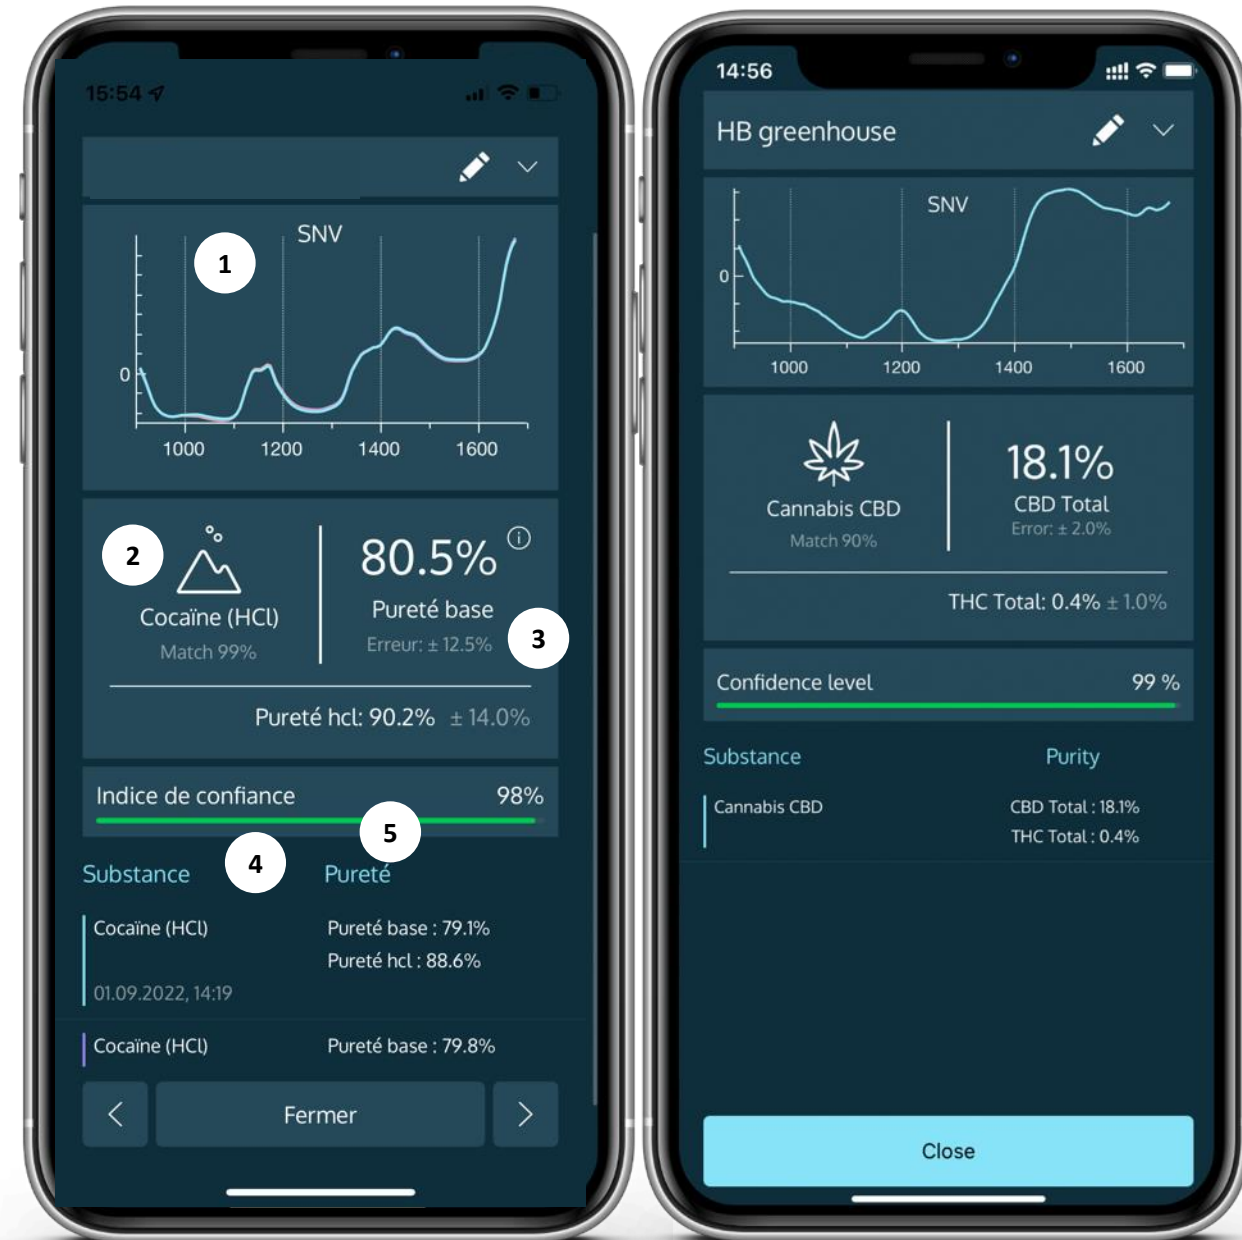 15:54
SNV
1
0
1000 1200 1400 1600
2
Cocaïne (HCl)
Match 99%
80.5%
Pureté base
Erreur: ± 12.5%
3
Pureté hcl: 90.2% ± 14.0%
Indice de confiance 98%
4
5
Substance Pureté
Cocaïne (HCl) Pureté base : 79.1%
Pureté hcl : 88.6%
01.09.2022, 14:19
Cocaïne (HCl) Pureté base : 79.8%
Fermer
14:56
HB greenhouse
SNV
0
1000 1200 1400 1600
Cannabis CBD
Match 90%
18.1%
CBD Total
Error: ± 2.0%
THC Total: 0.4% ± 1.0%
Confidence level 99 %
Substance Purity
Cannabis CBD CBD Total : 18.1%
THC Total : 0.4%
Close